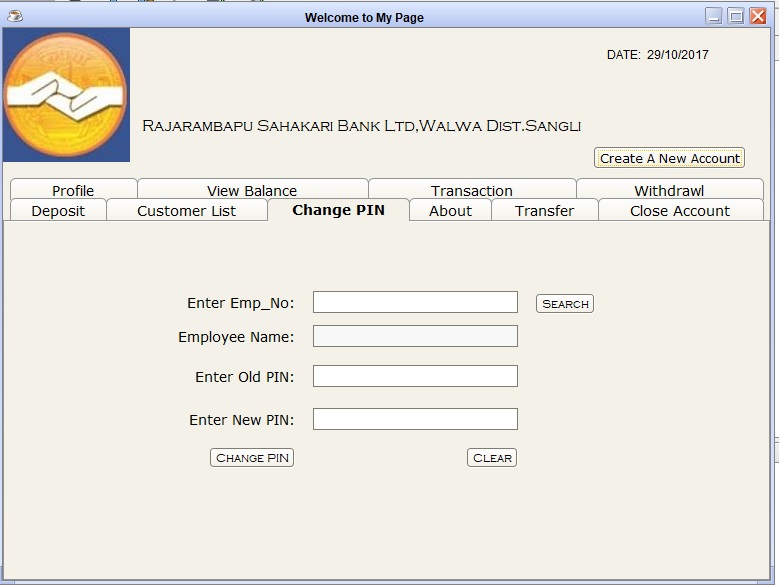 Welcome to My Page
DATE: 29/10/2017
Rajarambapu Sahakari Bank Ltd,Walwa Dist.Sangli
Create A New Account
Profile View Balance Transaction Withdrawl
Deposit Customer List Change PIN About Transfer Close Account
Enter Emp_No: Search
Employee Name:
Enter Old PIN:
Enter New PIN:
Change PIN Clear